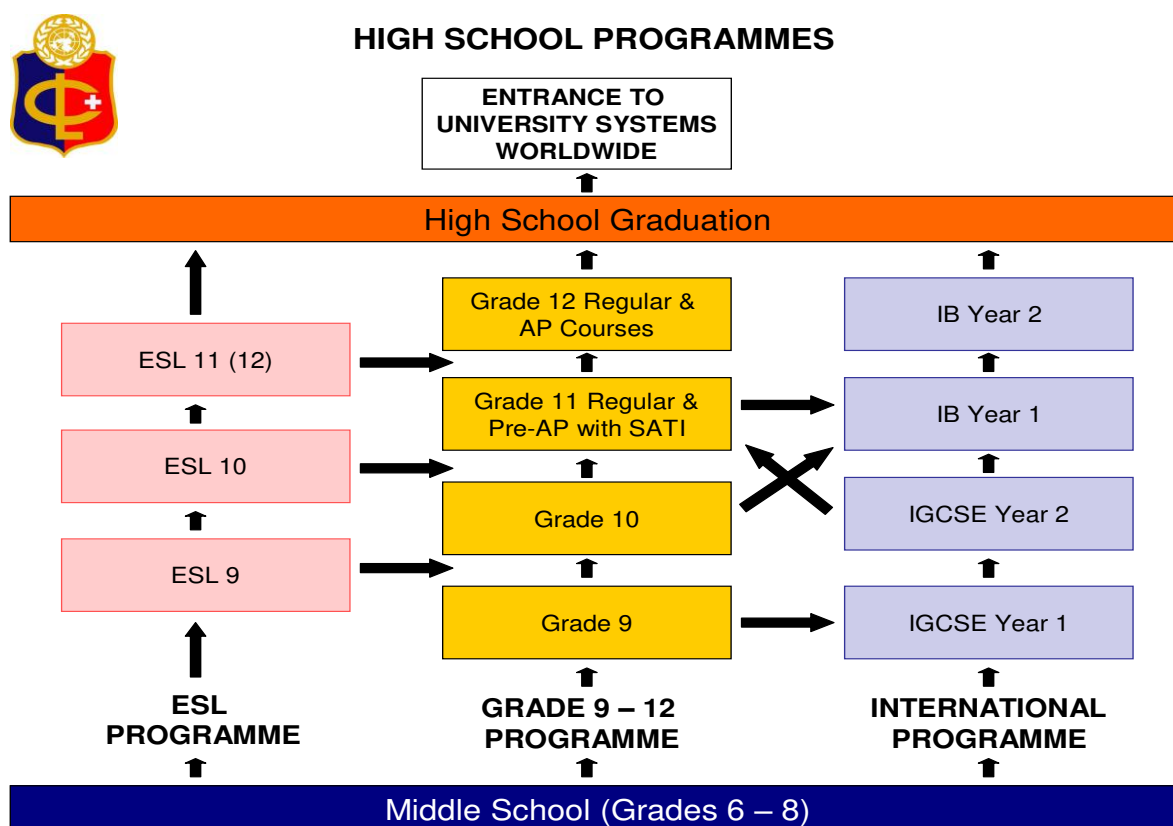 HIGH SCHOOL PROGRAMMES
ENTRANCE TO
UNIVERSITY SYSTEMS
WORLDWIDE
High School Graduation
Grade 12 Regular &
AP Courses
IB Year 2
ESL 11 (12)
Grade 11 Regular &
Pre-AP with SATI
IB Year 1
ESL 10
Grade 10
IGCSE Year 2
ESL 9
Grade 9
IGCSE Year 1
ESL
PROGRAMME
GRADE 9 – 12
PROGRAMME
INTERNATIONAL
PROGRAMME
Middle School (Grades 6 – 8)